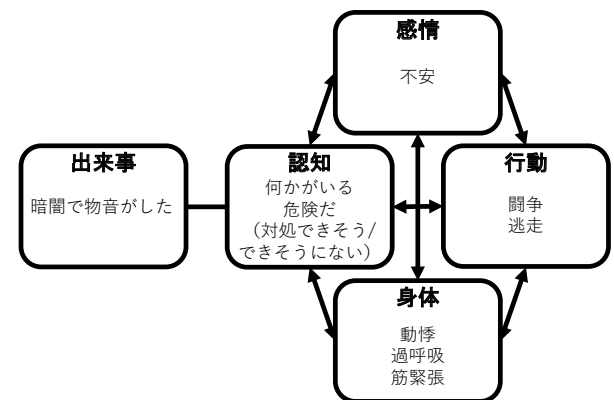 感情
不安
出来事
暗闇で物音がした
認知
何かがいる
危険だ
(対処できそう/
できそうにない)
行動
闘争
逃走
身体
動悸
過呼吸
筋緊張